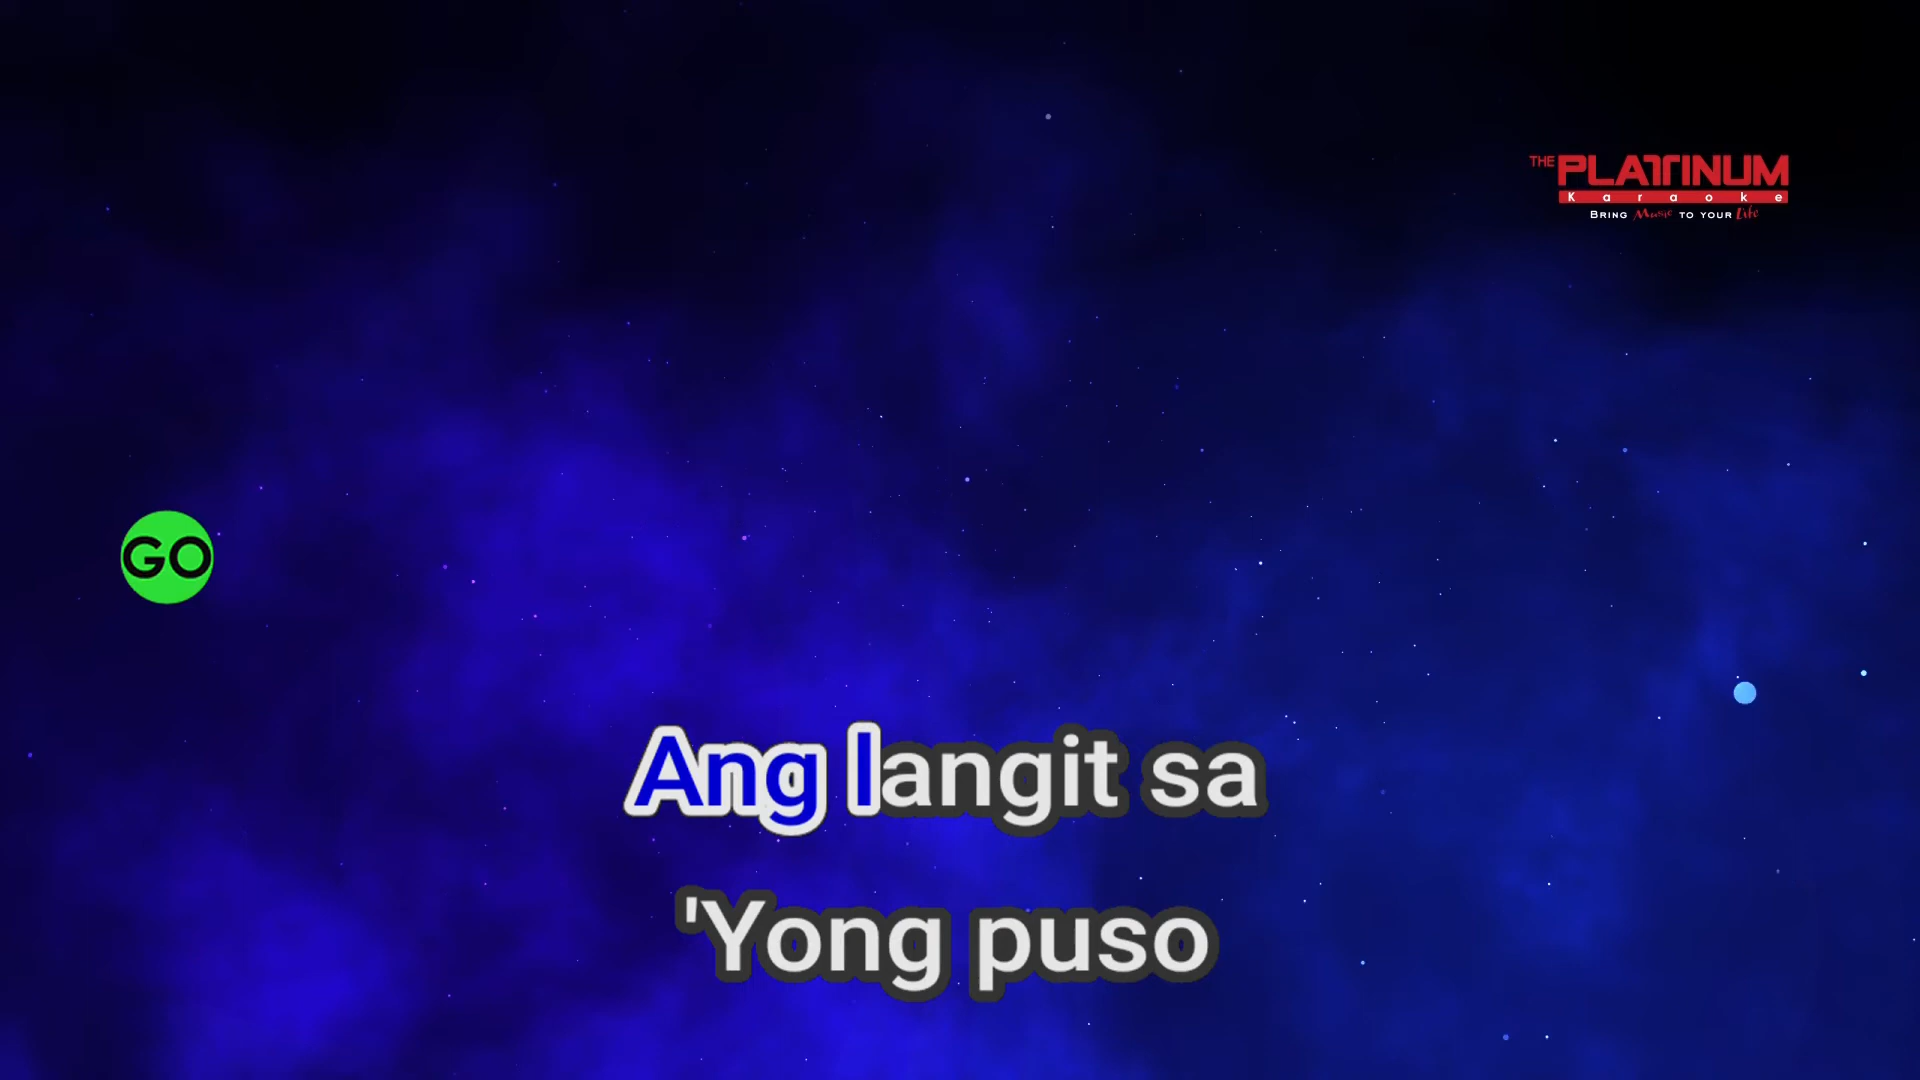 THE PLATINUM
Karaoke
BRING Music TO YOUR Life
GO
Ang langit sa
'Yong puso